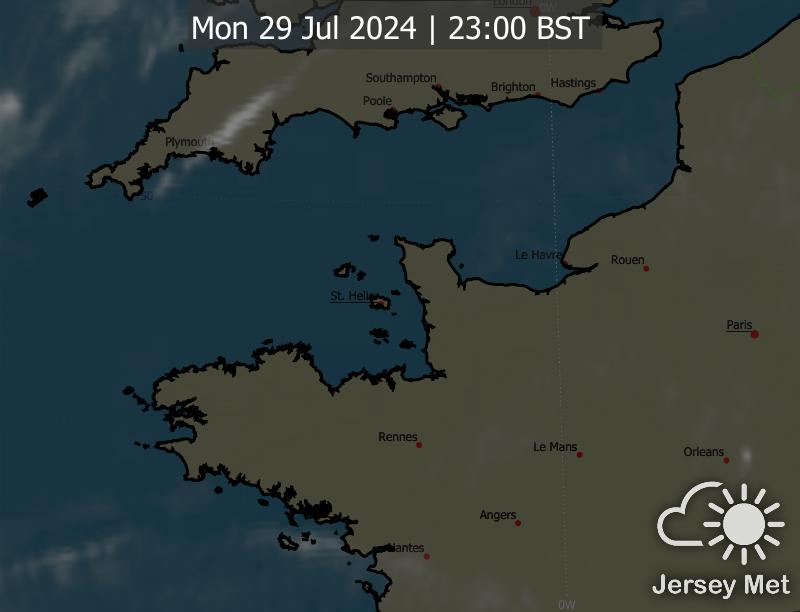 London
Mon 29 Jul 2024 | 23:00 BST
Southampton
Brighton
Hastings
Poole
Plymouth
50
Le Havre
Rouen
St. Helier
Paris
Rennes
Le Mans
Orleans
Angers
Nantes
Jersey Met
0W